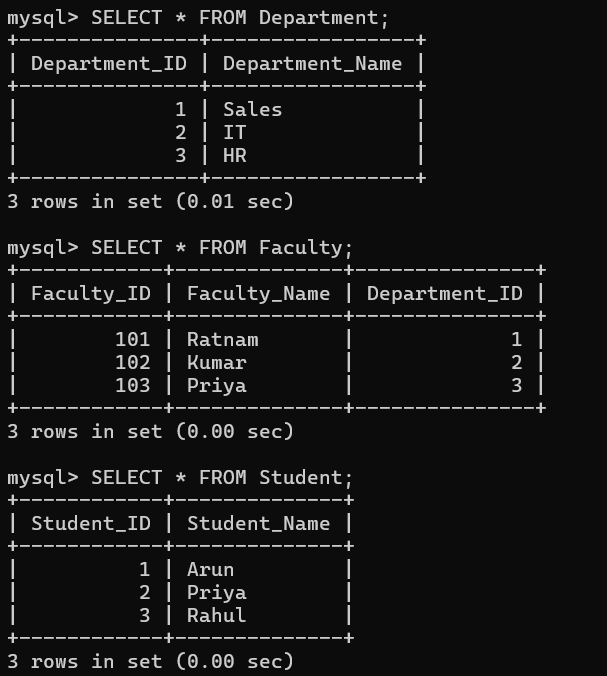 mysql> SELECT * FROM Department;
+---------------+-----------------+
| Department_ID | Department_Name |
+---------------+-----------------+
|             1 | Sales           |
|             2 | IT              |
|             3 | HR              |
+---------------+-----------------+
3 rows in set (0.01 sec)

mysql> SELECT * FROM Faculty;
+------------+--------------+---------------+
| Faculty_ID | Faculty_Name | Department_ID |
+------------+--------------+---------------+
|        101 | Ratnam       |             1 |
|        102 | Kumar        |             2 |
|        103 | Priya        |             3 |
+------------+--------------+---------------+
3 rows in set (0.00 sec)

mysql> SELECT * FROM Student;
+------------+--------------+
| Student_ID | Student_Name |
+------------+--------------+
|          1 | Arun         |
|          2 | Priya        |
|          3 | Rahul        |
+------------+--------------+
3 rows in set (0.00 sec)